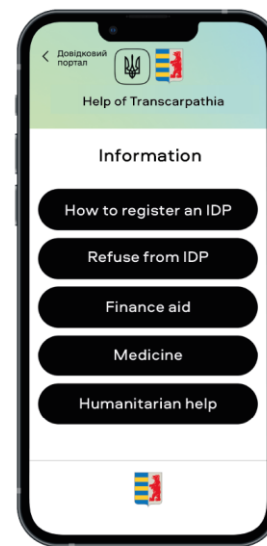 Довідковий
портал
Help of Transcarpathia
Information
How to register an IDP
Refuse from IDP
Finance aid
Medicine
Humanitarian help